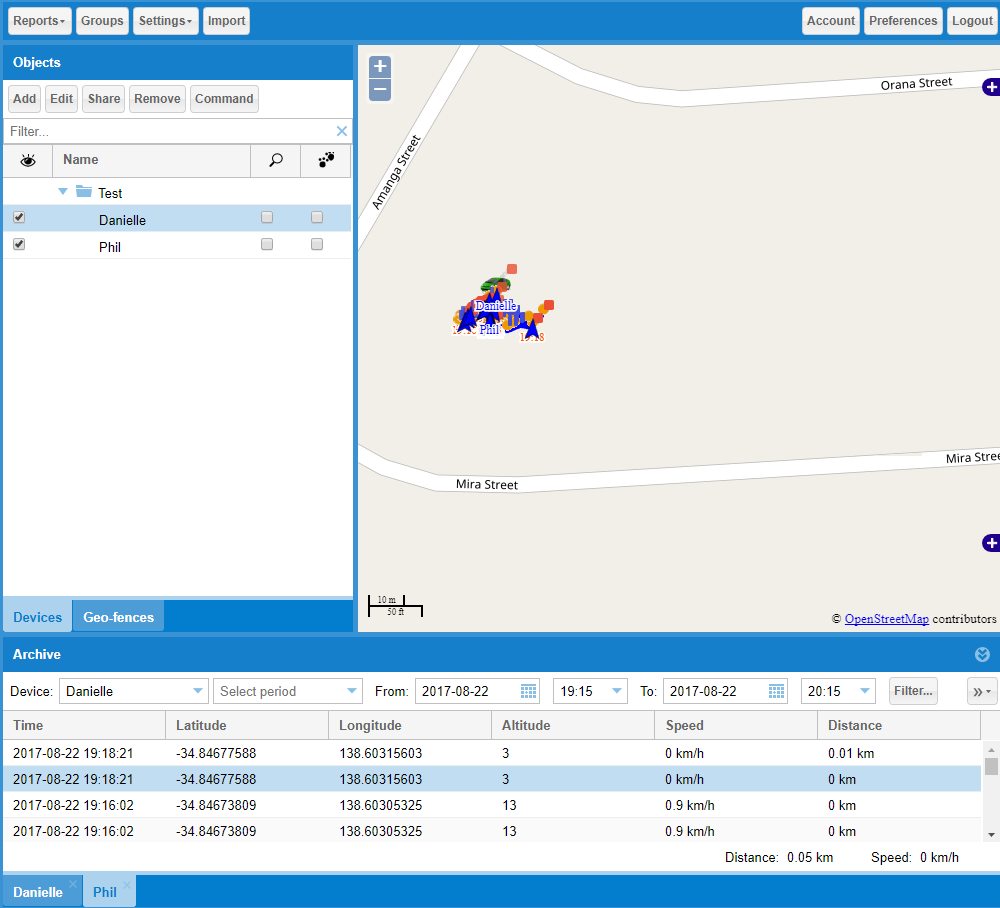 Reports Groups Settings Import Account Preferences Logout
Objects
Add Edit Share Remove Command
Filter...
Name
Test
Danielle
Phil
Devices Geo-fences
Orana Street
Amanga Street
Danielle
Phil
19:18
Mira Street
Mira Stree
10 m
50 ft
© OpenStreetMap contributors
Archive
Device: Danielle Select period From: 2017-08-22 19:15 To: 2017-08-22 20:15 Filter... »
Time Latitude Longitude Altitude Speed Distance
2017-08-22 19:18:21 -34.84677588 138.60315603 3 0 km/h 0.01 km
2017-08-22 19:18:21 -34.84677588 138.60315603 3 0 km/h 0 km
2017-08-22 19:16:02 -34.84673809 138.60305325 13 0.9 km/h 0 km
2017-08-22 19:16:02 -34.84673809 138.60305325 13 0.9 km/h 0 km
Distance: 0.05 km Speed: 0 km/h
Danielle Phil